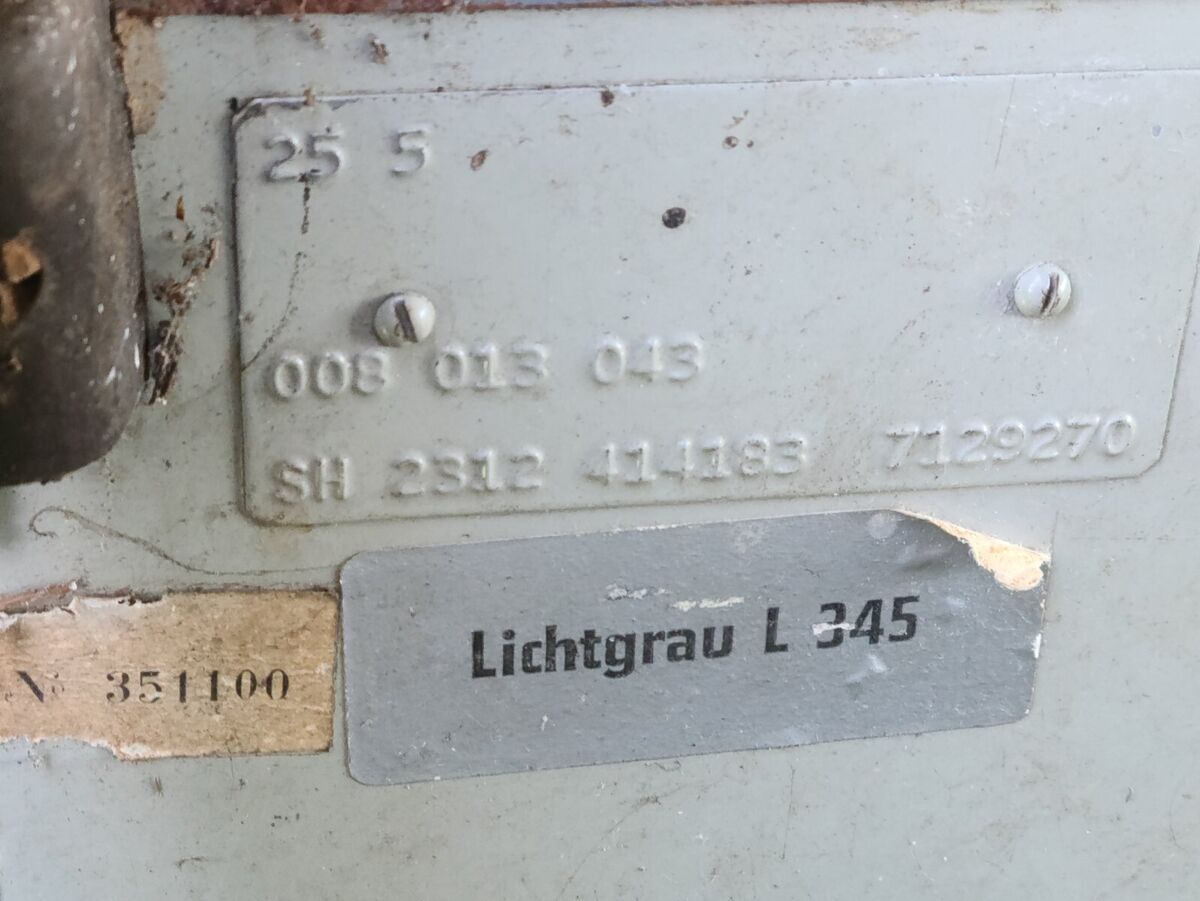 25 5
008 013 043
SH 2312 414183 7129270
Lichtgrau L 345
Nº 351100